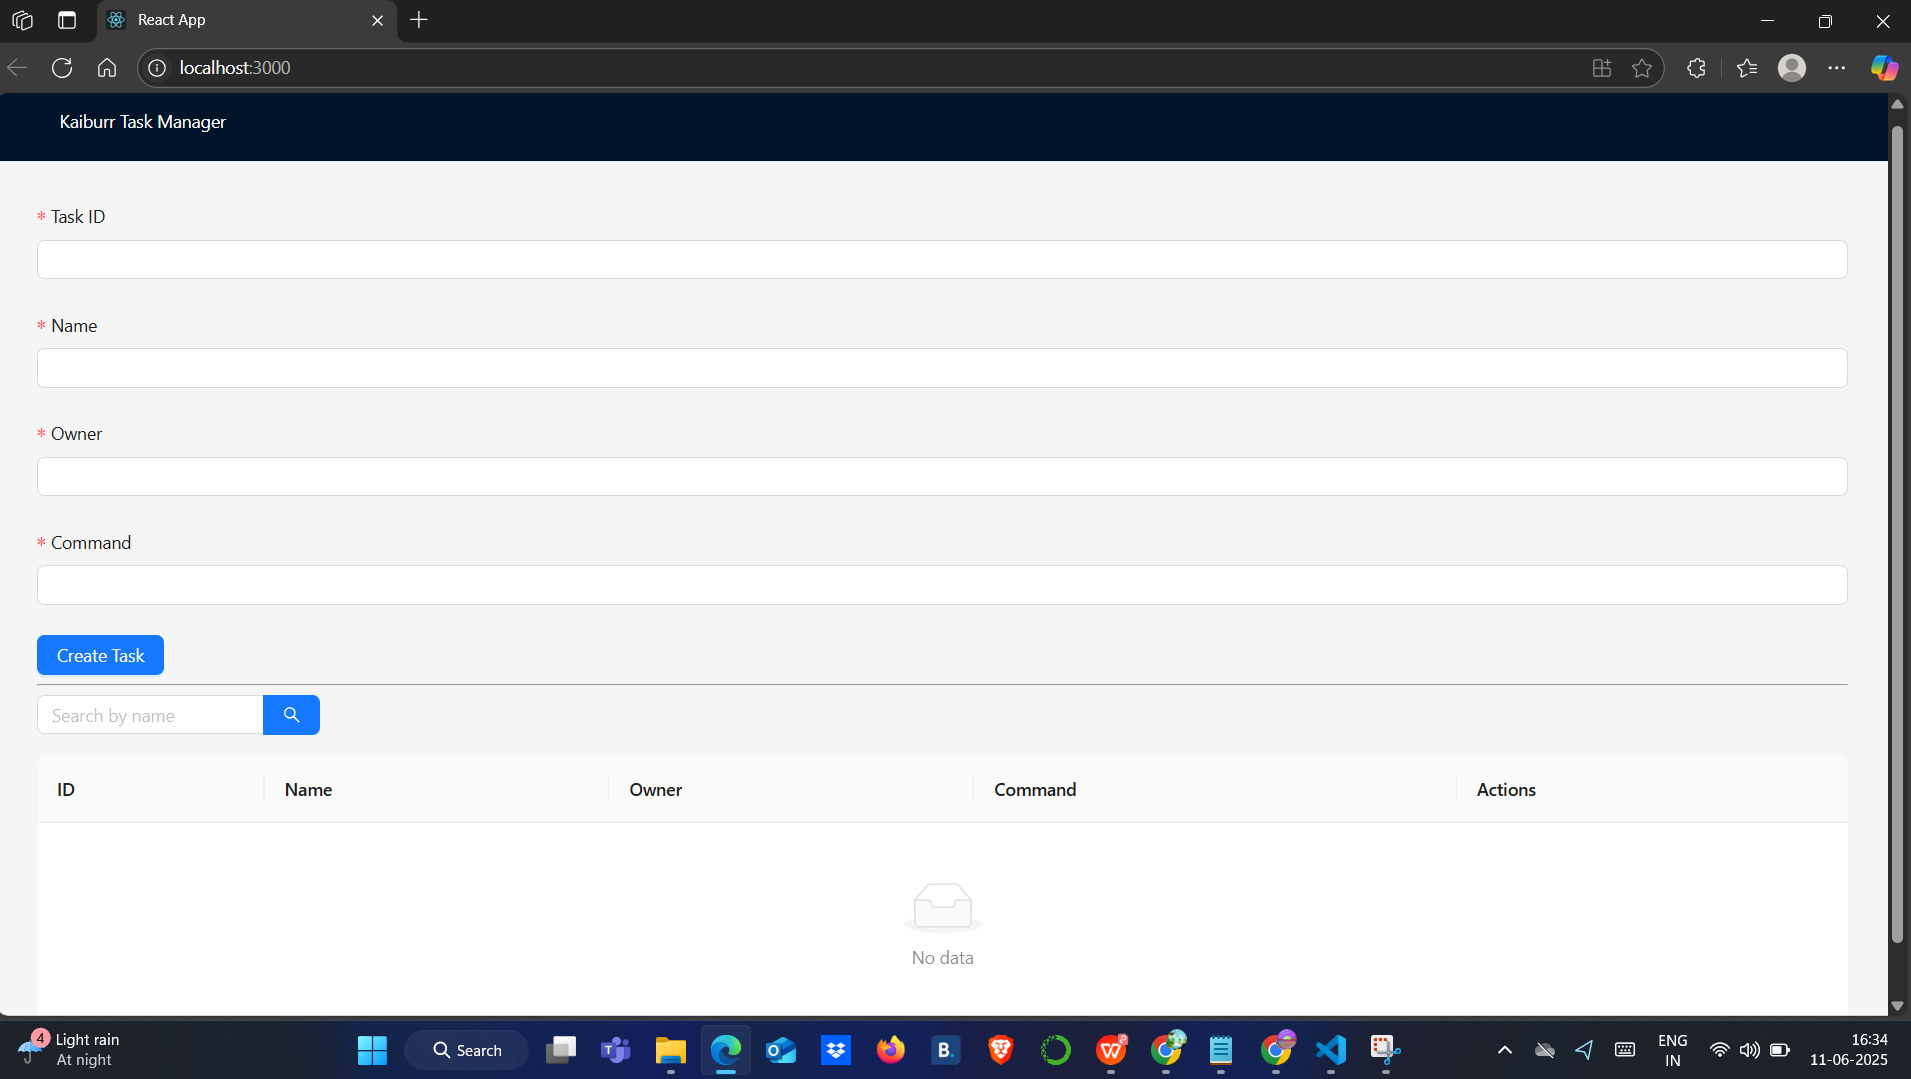 React App
localhost:3000
Kaiburr Task Manager
* Task ID
* Name
* Owner
* Command
Create Task
Search by name
ID Name Owner Command Actions
No data
4
Light rain
At night
Search
T
O
B.
W
ENG
IN
16:34
11-06-2025